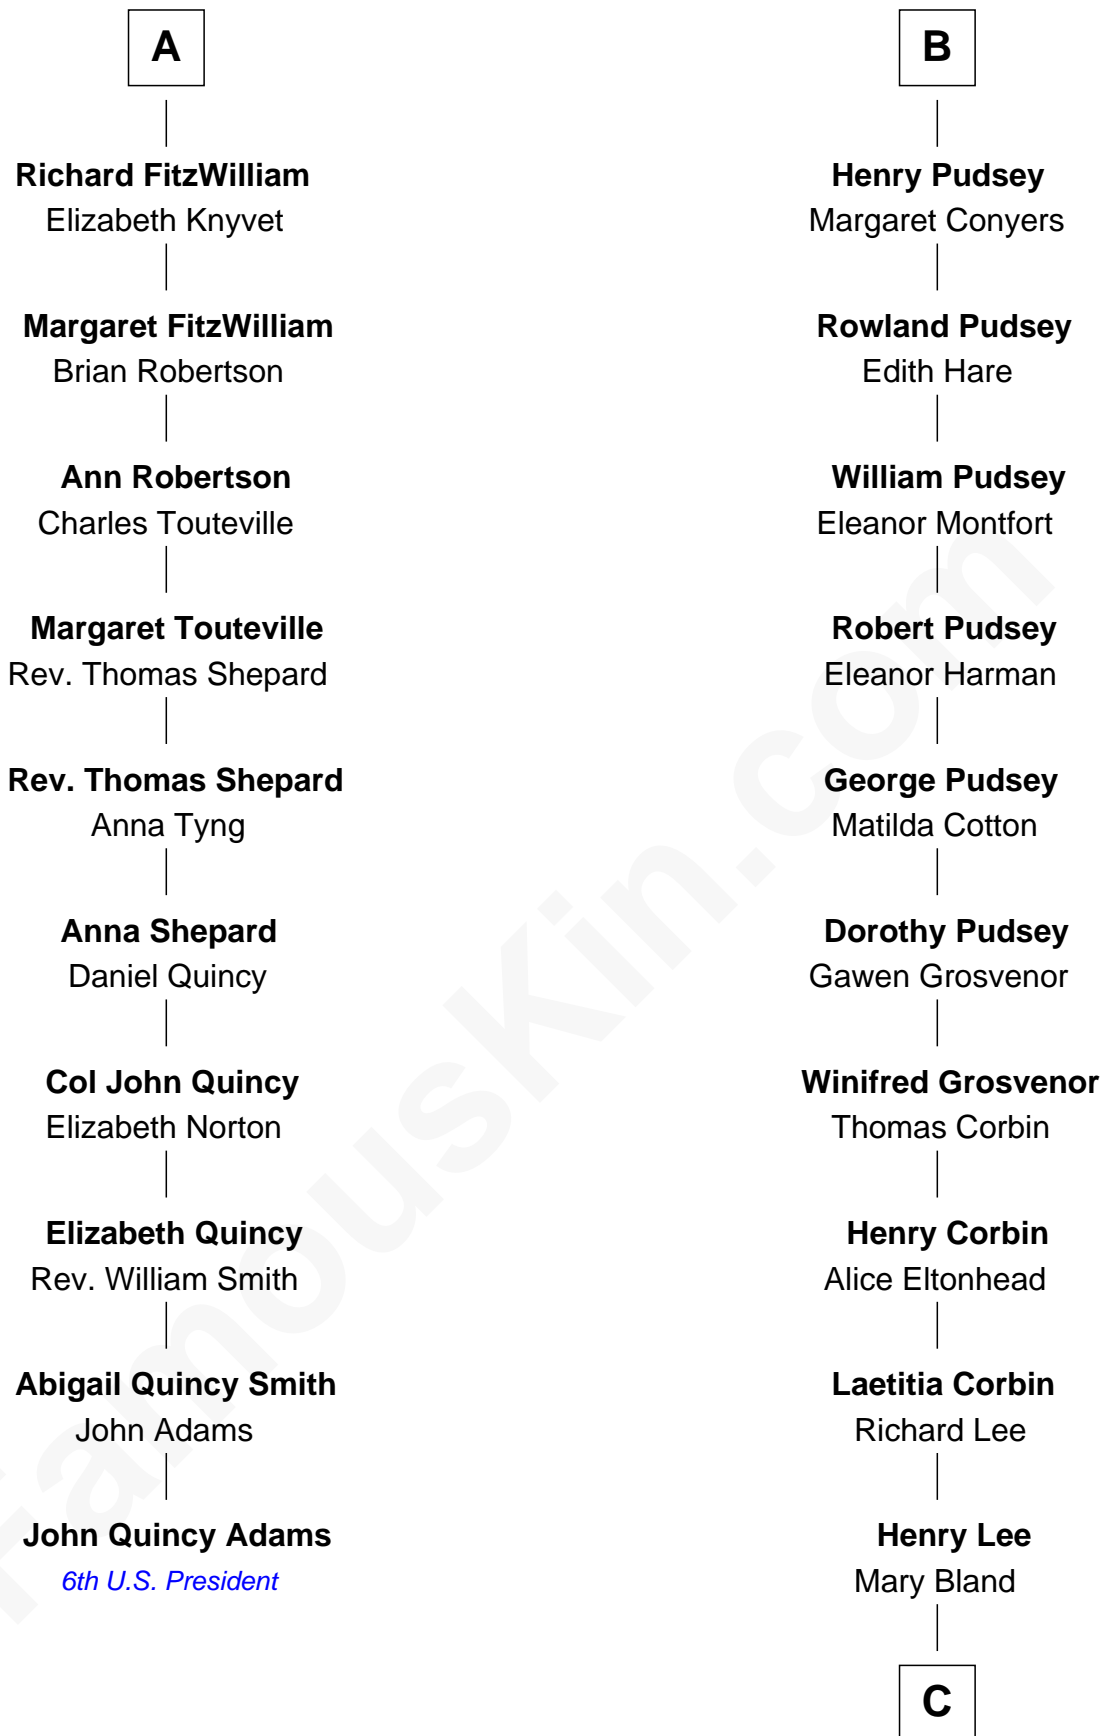 A
Richard FitzWilliam
Elizabeth Knyvet
Margaret FitzWilliam
Brian Robertson
Ann Robertson
Charles Touteville
Margaret Touteville
Rev. Thomas Shepard
Rev. Thomas Shepard
Anna Tyng
Anna Shepard
Daniel Quincy
Col John Quincy
Elizabeth Norton
Elizabeth Quincy
Rev. William Smith
Abigail Quincy Smith
John Adams
John Quincy Adams
6th U.S. President
B
Henry Pudsey
Margaret Conyers
Rowland Pudsey
Edith Hare
William Pudsey
Eleanor Montfort
Robert Pudsey
Eleanor Harman
George Pudsey
Matilda Cotton
Dorothy Pudsey
Gawen Grosvenor
Winifred Grosvenor
Thomas Corbin
Henry Corbin
Alice Eltonhead
Laetitia Corbin
Richard Lee
Henry Lee
Mary Bland
C
FamousKin.com